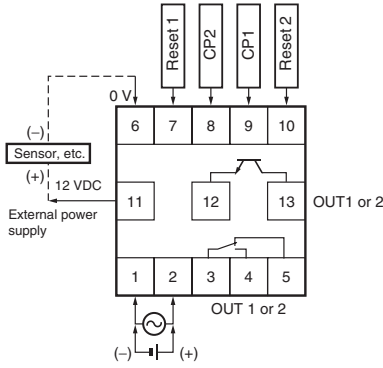 Reset 1
CP2
CP1
Reset 2
0 V
6 7 8 9 10
(−)
Sensor, etc.
(+)
12 VDC
11 12 13
OUT1 or 2
External power
supply
1 2 3 4 5
OUT 1 or 2
(−) (+)